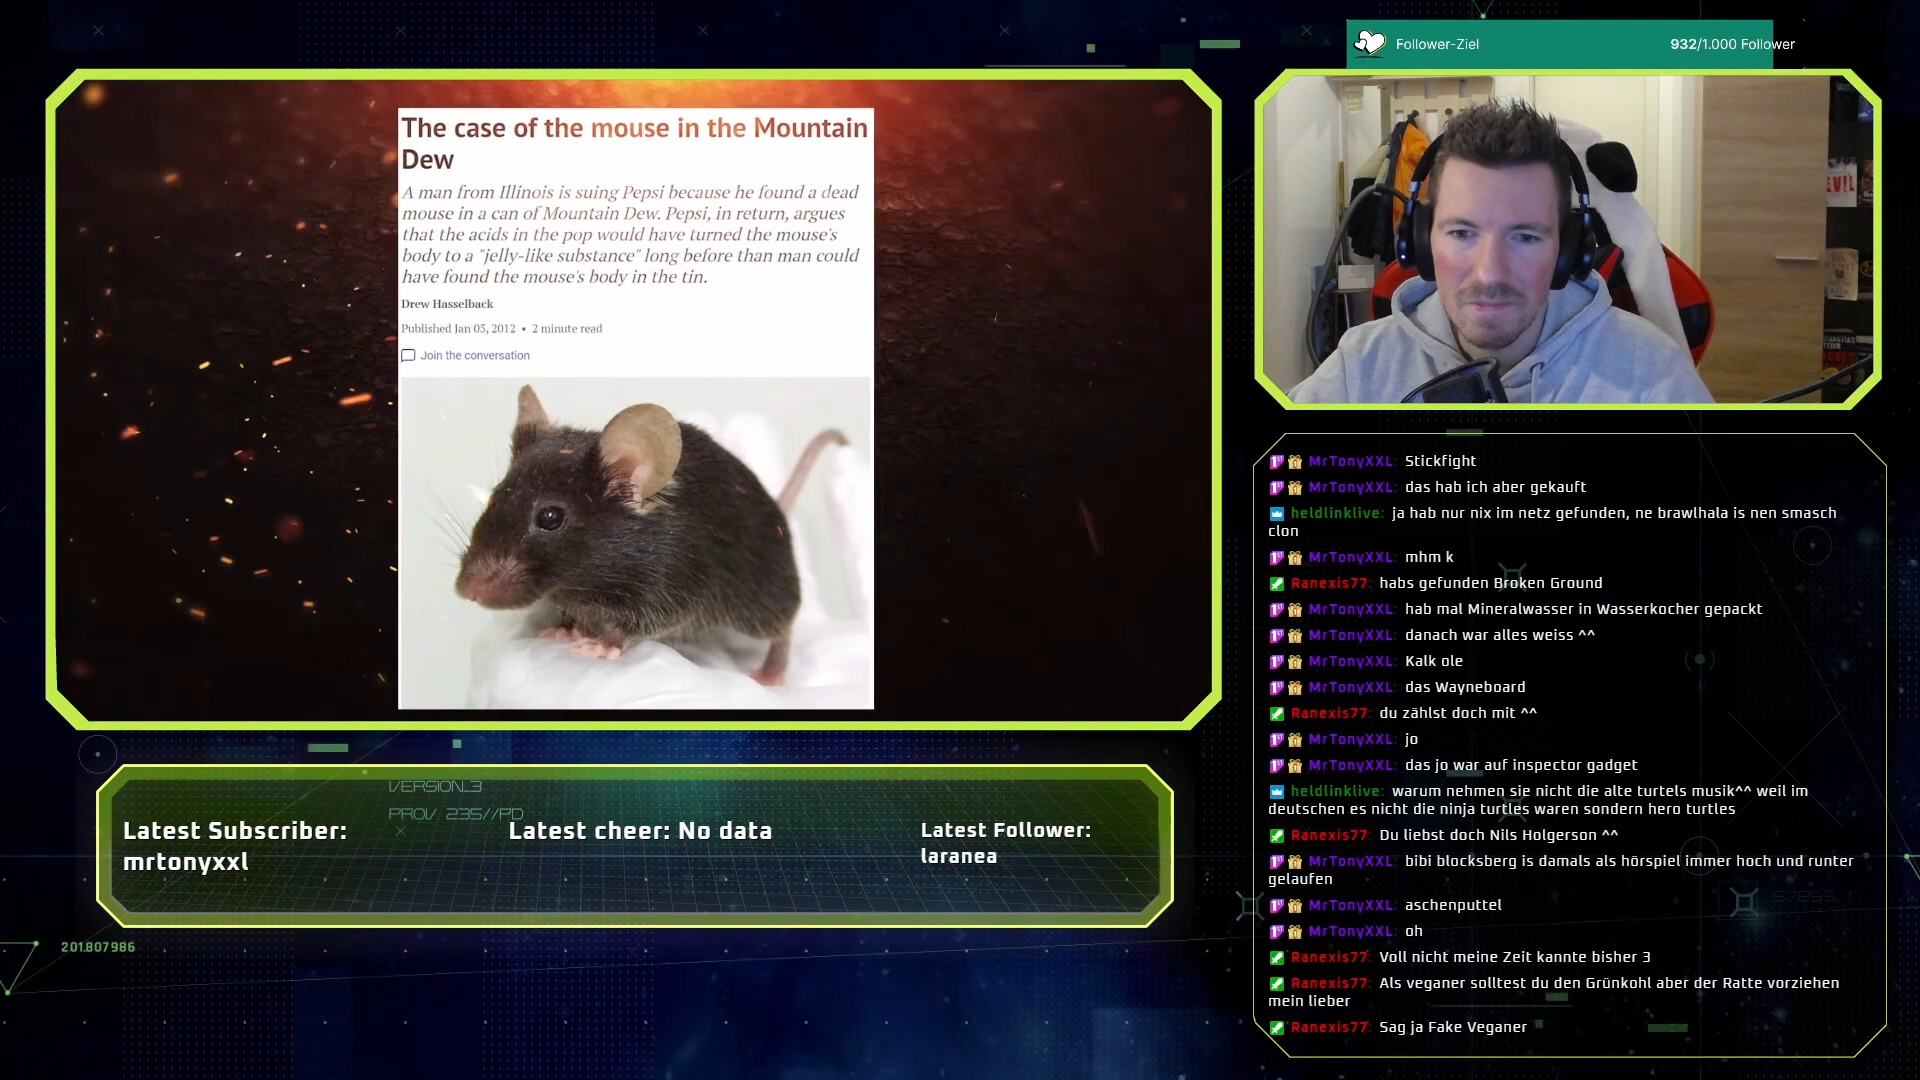 Follower-Ziel
932/1.000 Follower
The case of the mouse in the Mountain
Dew
A man from Illinois is suing Pepsi because he found a dead
mouse in a can of Mountain Dew. Pepsi, in return, argues
that the acids in the pop would have turned the mouse's
body to a "jelly-like substance" long before than man could
have found the mouse's body in the tin.
Drew Hasselback
Published Jan 05, 2012 • 2 minute read
Join the conversation
EVIL
MrTonyXXL: Stickfight
MrTonyXXL: das hab ich aber gekauft
heldlinklive: ja hab nur nix im netz gefunden, ne brawlhala is nen smasch
clon
MrTonyXXL: mhm k
Ranexis77: habs gefunden Broken Ground
MrTonyXXL: hab mal Mineralwasser in Wasserkocher gepackt
MrTonyXXL: danach war alles weiss ^^
MrTonyXXL: Kalk ole
MrTonyXXL: das Wayneboard
Ranexis77: du zählst doch mit ^^
MrTonyXXL: jo
MrTonyXXL: das jo war auf inspector gadget
heldlinklive: warum nehmen sie nicht die alte turtels musik^^ weil im
deutschen es nicht die ninja turtles waren sondern hero turtles
Ranexis77: Du liebst doch Nils Holgerson ^^
MrTonyXXL: bibi blocksberg is damals als hörspiel immer hoch und runter
gelaufen
MrTonyXXL: aschenputtel
MrTonyXXL: oh
Ranexis77: Voll nicht meine Zeit kannte bisher 3
Ranexis77: Als veganer solltest du den Grünkohl aber der Ratte vorziehen
mein lieber
Ranexis77: Sag ja Fake Veganer
VERSION_3
PROV. 235//PD
Latest Subscriber:
mrtonyxxl
Latest cheer: No data
Latest Follower:
laranea
201.807986